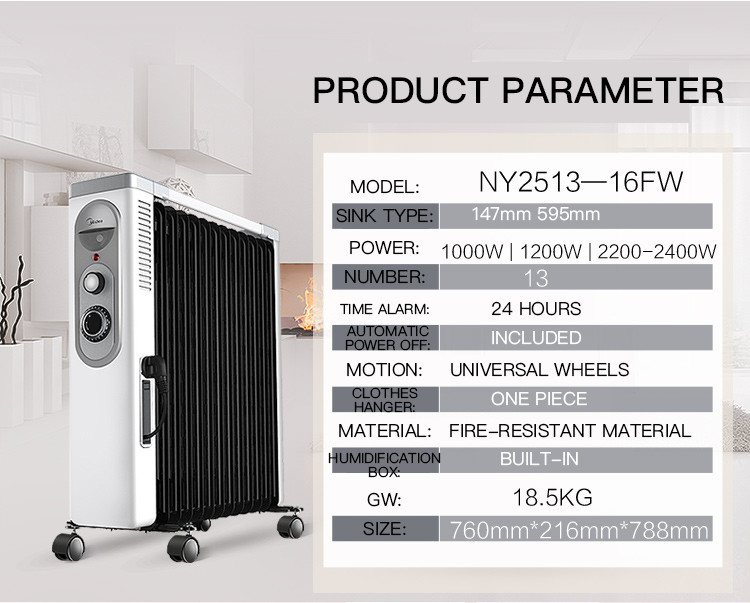 PRODUCT PARAMETER
MODEL: NY2513—16FW
SINK TYPE: 147mm 595mm
POWER: 1000W | 1200W | 2200-2400W
NUMBER: 13
TIME ALARM: 24 HOURS
AUTOMATIC
POWER OFF: INCLUDED
MOTION: UNIVERSAL WHEELS
CLOTHES
HANGER: ONE PIECE
MATERIAL: FIRE-RESISTANT MATERIAL
HUMIDIFICATION
BOX: BUILT-IN
GW: 18.5KG
SIZE: 760mm*216mm*788mm
Midea